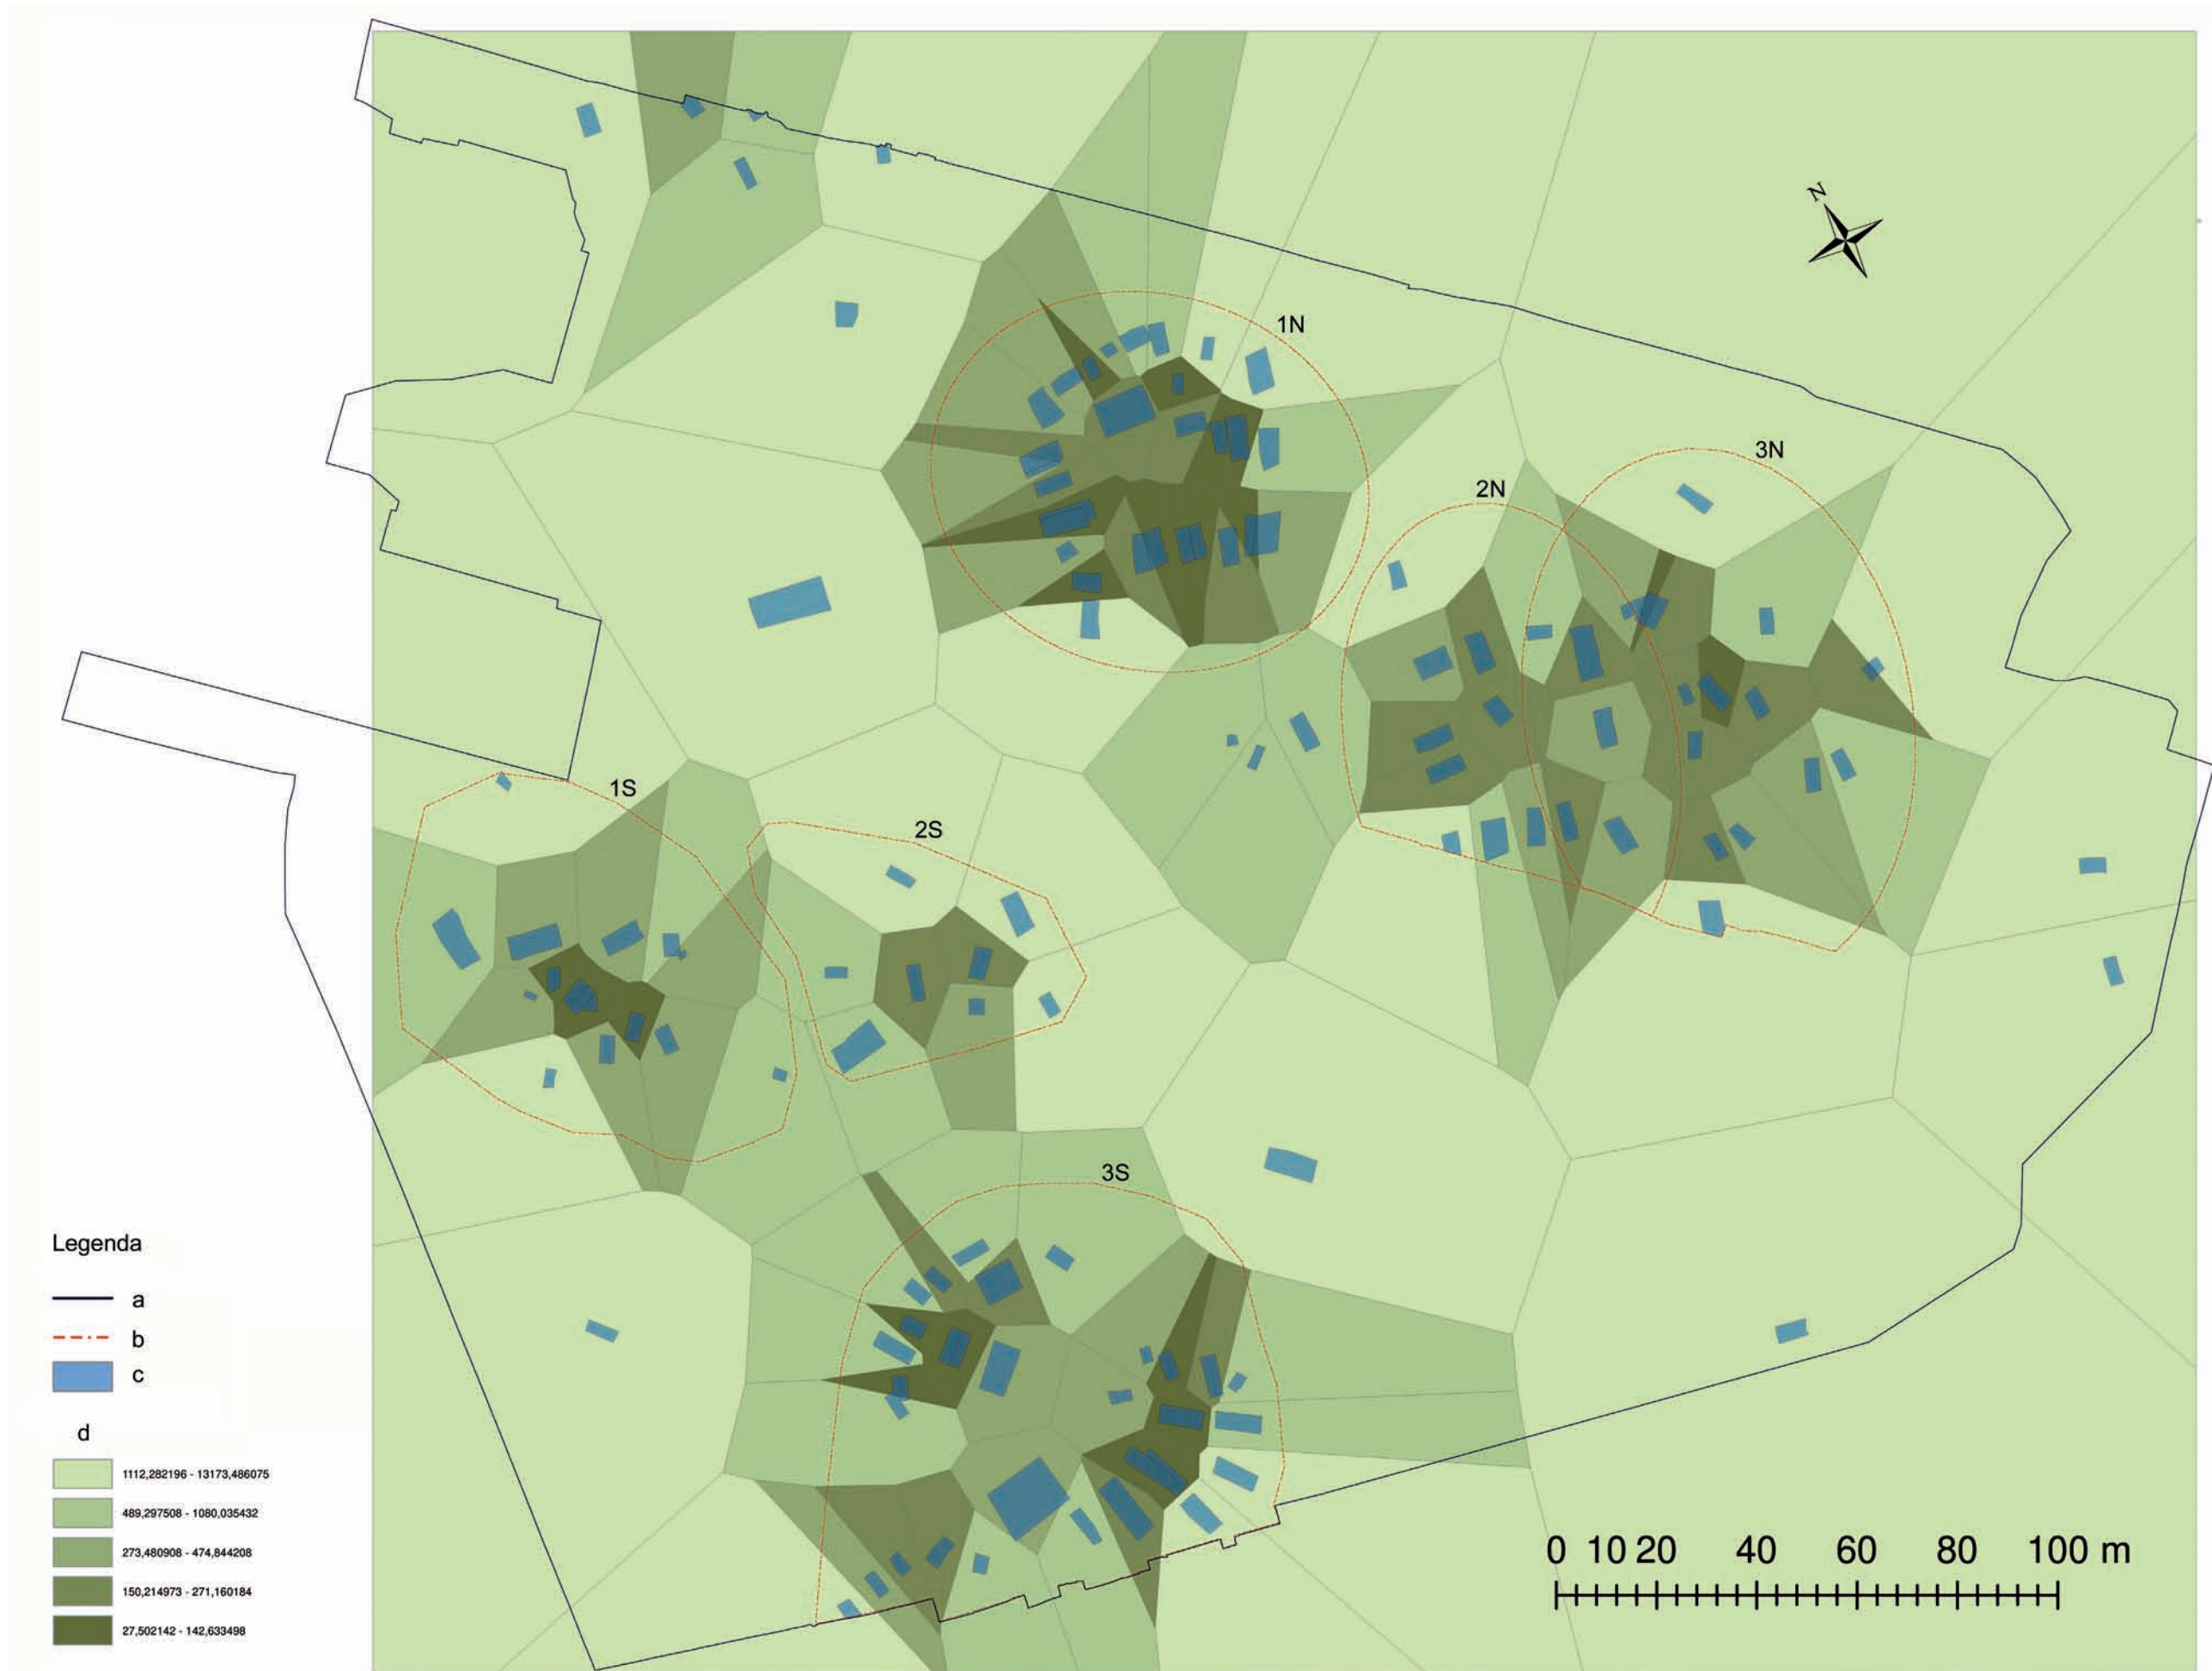 N
1N
3N
2N
1S
2S
3S
Legenda
a
b
c
d
1112,282196 - 13173,486075
489,297508 - 1080,035432
273,480908 - 474,844208
150,214973 - 271,160184
27,502142 - 142,633498
0 10 20 40 60 80 100 m